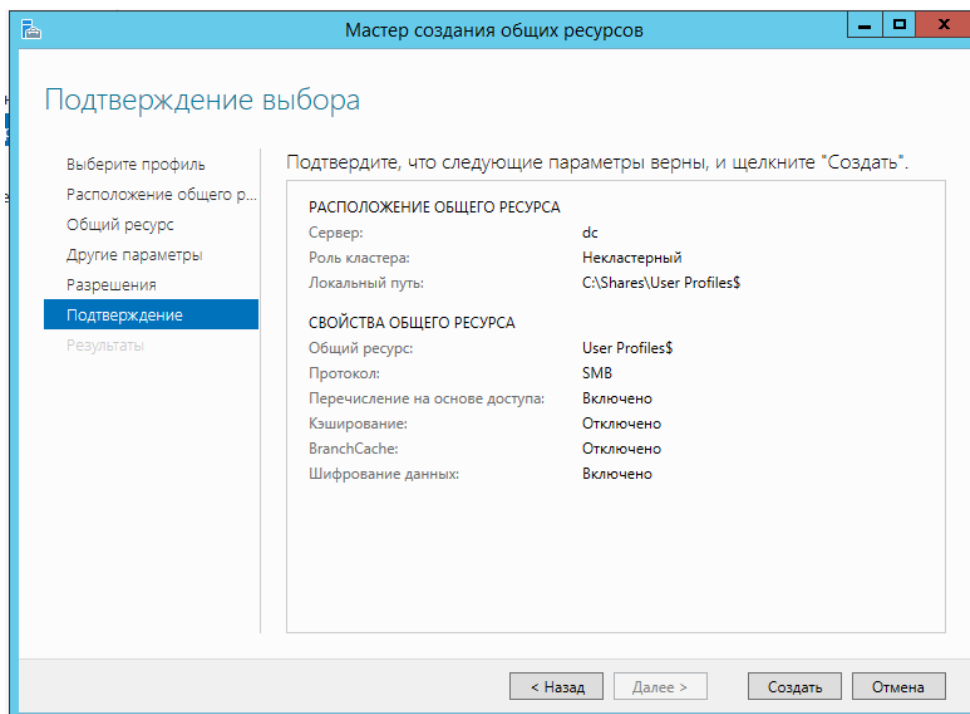 Мастер создания общих ресурсов
Подтверждение выбора
Выберите профиль
Расположение общего р...
Общий ресурс
Другие параметры
Разрешения
Подтверждение
Результаты
Подтвердите, что следующие параметры верны, и щелкните "Создать".
РАСПОЛОЖЕНИЕ ОБЩЕГО РЕСУРСА
Сервер: dc
Роль кластера: Некластерный
Локальный путь: C:\Shares\User Profiles$
СВОЙСТВА ОБЩЕГО РЕСУРСА
Общий ресурс: User Profiles$
Протокол: SMB
Перечисление на основе доступа: Включено
Кэширование: Отключено
BranchCache: Отключено
Шифрование данных: Включено
< Назад Далее > Создать Отмена